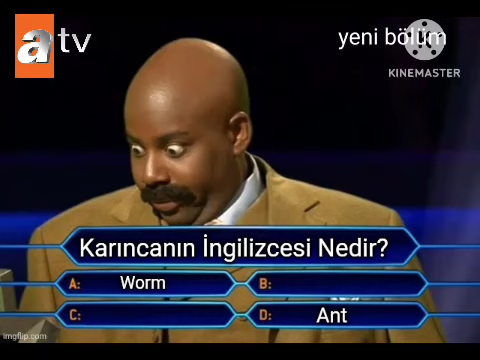 atv
yeni bölüm
KINEMASTER
Karıncanın İngilizcesi Nedir?
A: Worm
B:
C:
D: Ant
imgflip.com